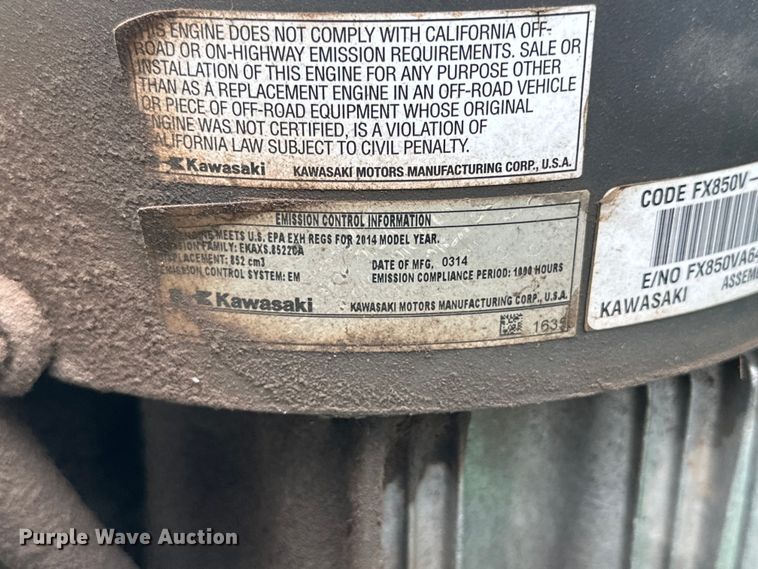 THIS ENGINE DOES NOT COMPLY WITH CALIFORNIA OFF-
ROAD OR ON-HIGHWAY EMISSION REQUIREMENTS. SALE OR
INSTALLATION OF THIS ENGINE FOR ANY PURPOSE OTHER
THAN AS A REPLACEMENT ENGINE IN AN OFF-ROAD VEHICLE
OR PIECE OF OFF-ROAD EQUIPMENT WHOSE ORIGINAL
ENGINE WAS NOT CERTIFIED, IS A VIOLATION OF
CALIFORNIA LAW SUBJECT TO CIVIL PENALTY.
Kawasaki KAWASAKI MOTORS MANUFACTURING CORP., U.S.A.
EMISSION CONTROL INFORMATION
MEETS U.S. EPA EXH REGS FOR 2014 MODEL YEAR.
FAMILY: EKAXS.8522CA
852 cm3 DATE OF MFG. 0314
CONTROL SYSTEM: EM EMISSION COMPLIANCE PERIOD: 1000 HOURS
Kawasaki KAWASAKI MOTORS MANUFACTURING CORP., U.S.A.
1633
CODE FX850V-
E/NO FX850VA64
KAWASAKI ASSEM
Purple Wave Auction